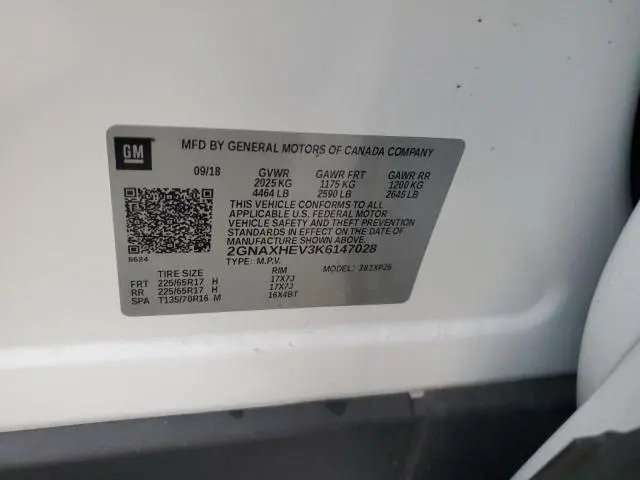 GM
MFD BY GENERAL MOTORS OF CANADA COMPANY
09/18 GVWR GAWR FRT GAWR RR
2025 KG 1175 KG 1200 KG
4464 LB 2590 LB 2645 LB
THIS VEHICLE CONFORMS TO ALL
APPLICABLE U.S. FEDERAL MOTOR
VEHICLE SAFETY AND THEFT PREVENTION
STANDARDS IN EFFECT ON THE DATE OF
MANUFACTURE SHOWN ABOVE.
2GNAXHEV3K6147028
8624 TYPE: M.P.V. MODEL:
TIRE SIZE RIM
FRT 225/65R17 H 17X7J
RR 225/65R17 H 17X7J
SPA T135/70R16 M 16X4BT